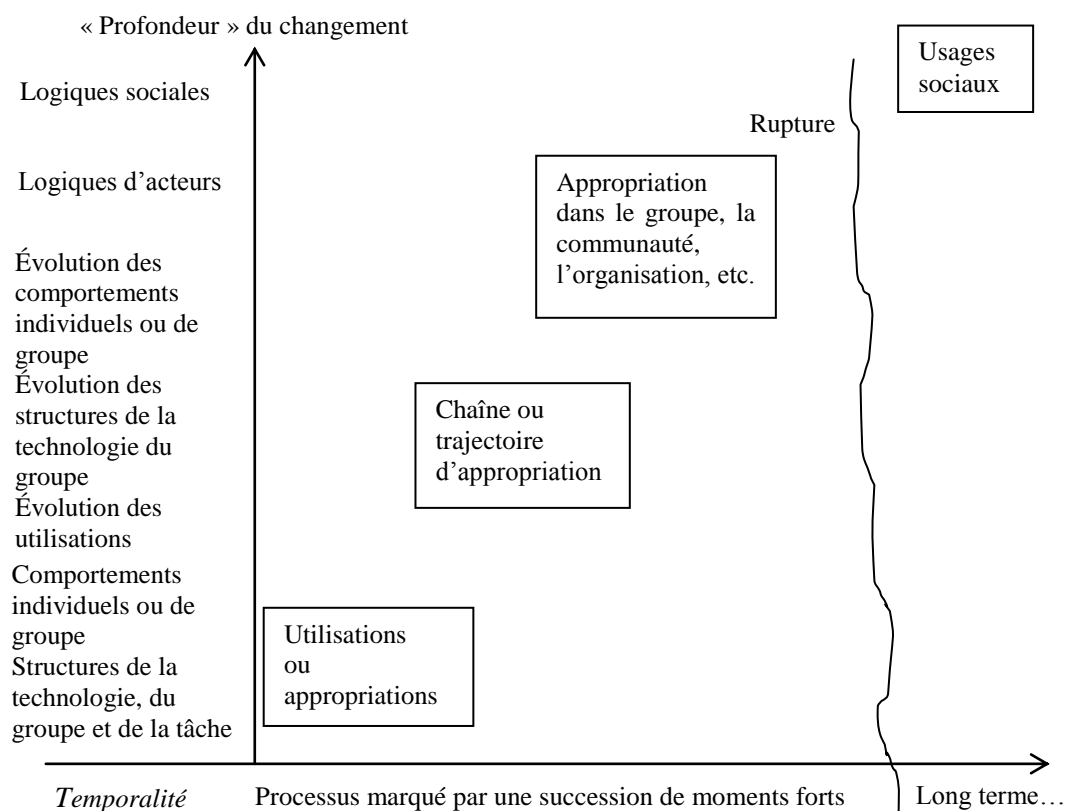 « Profondeur » du changement
Usages
sociaux
Logiques sociales
Rupture
Logiques d’acteurs
Appropriation
dans le groupe, la
communauté,
l’organisation, etc.
Évolution des
comportements
individuels ou de
groupe
Évolution des
structures de la
technologie du
groupe
Chaîne ou
trajectoire
d’appropriation
Évolution des
utilisations
Comportements
individuels ou de
groupe
Structures de la
technologie, du
groupe et de la tâche
Utilisations
ou
appropriations
Temporalité
Processus marqué par une succession de moments forts
Long terme…